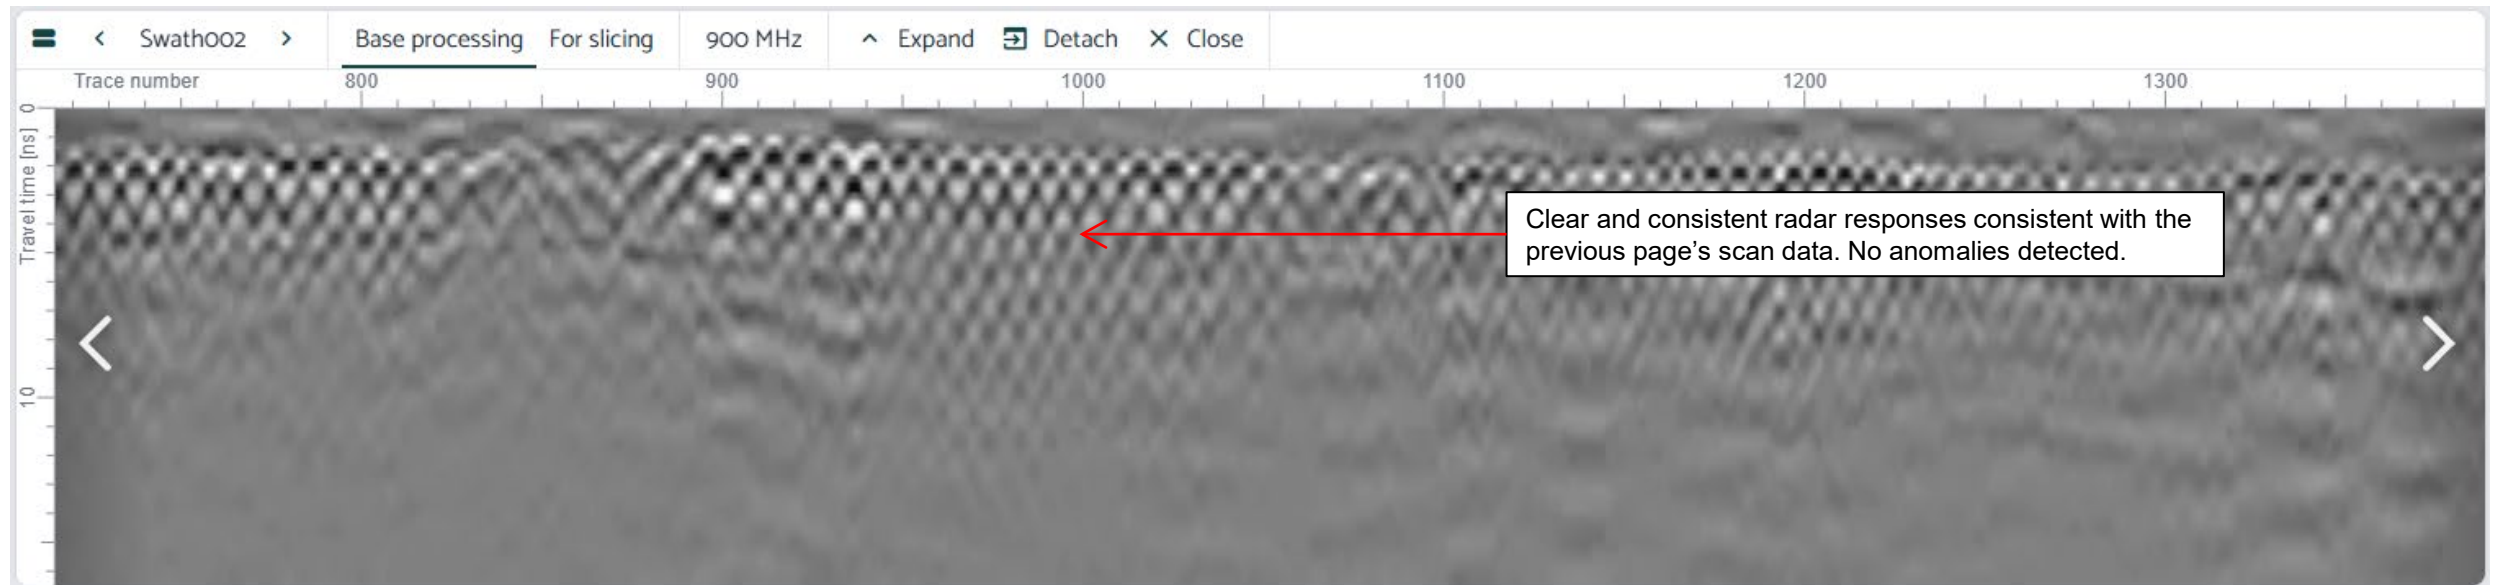 Swath002 Base processing For slicing 900 MHz Expand Detach Close
Trace number 800 900 1000 1100 1200 1300
0
Travel time [ns]
10
Clear and consistent radar responses consistent with the
previous page’s scan data. No anomalies detected.